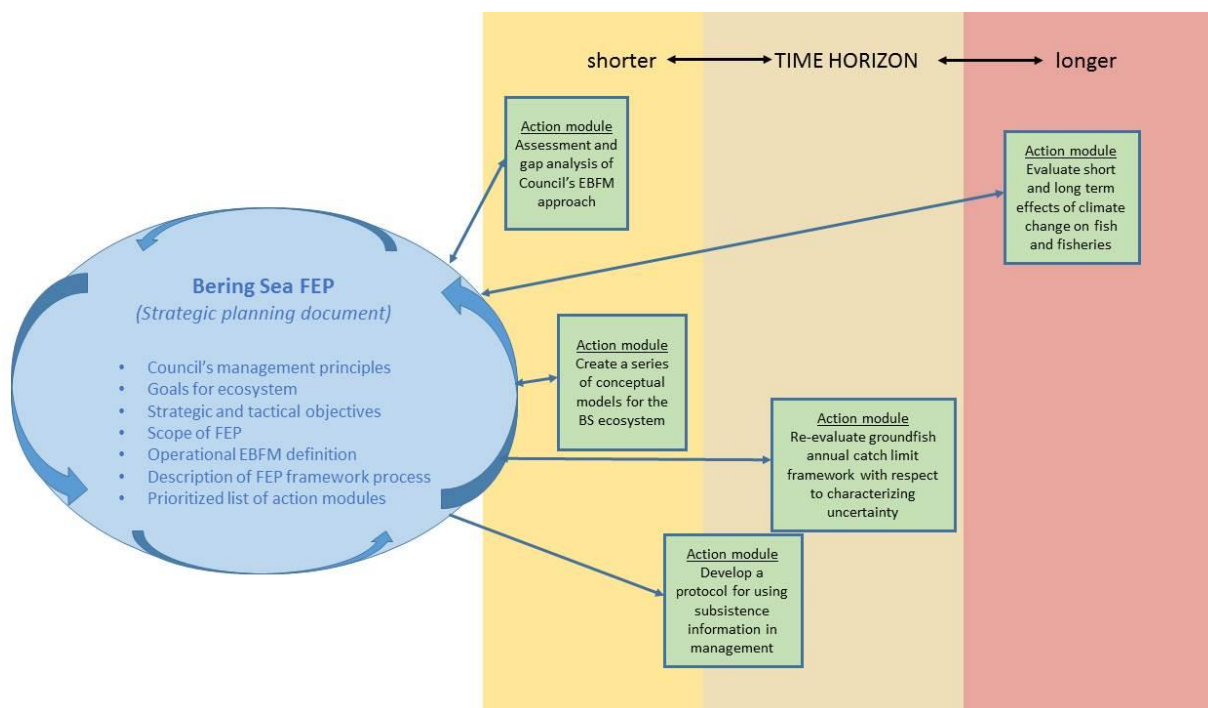 shorter TIME HORIZON longer
Action module
Assessment and
gap analysis of
Council's EBFM
approach
Action module
Evaluate short
and long term
effects of climate
change on fish
and fisheries
Bering Sea FEP
(Strategic planning document)
• Council's management principles
• Goals for ecosystem
• Strategic and tactical objectives
• Scope of FEP
• Operational EBFM definition
• Description of FEP framework process
• Prioritized list of action modules
Action module
Create a series
of conceptual
models for the
BS ecosystem
Action module
Re-evaluate groundfish
annual catch limit
framework with respect
to characterizing
uncertainty
Action module
Develop a
protocol for using
subsistence
information in
management